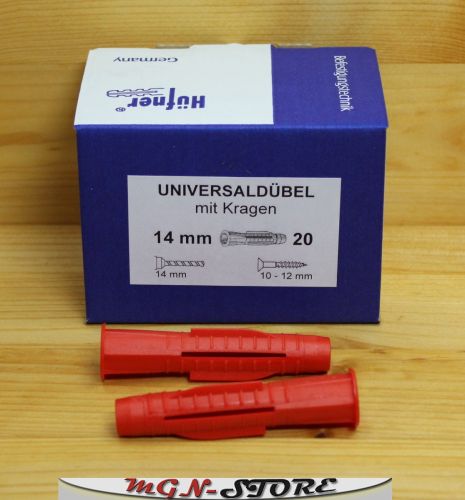 Hüfner®
Germany
Befestigungstechnik
UNIVERSALDÜBEL
mit Kragen
14 mm 20
14 mm 10 - 12 mm
MGN-STORE